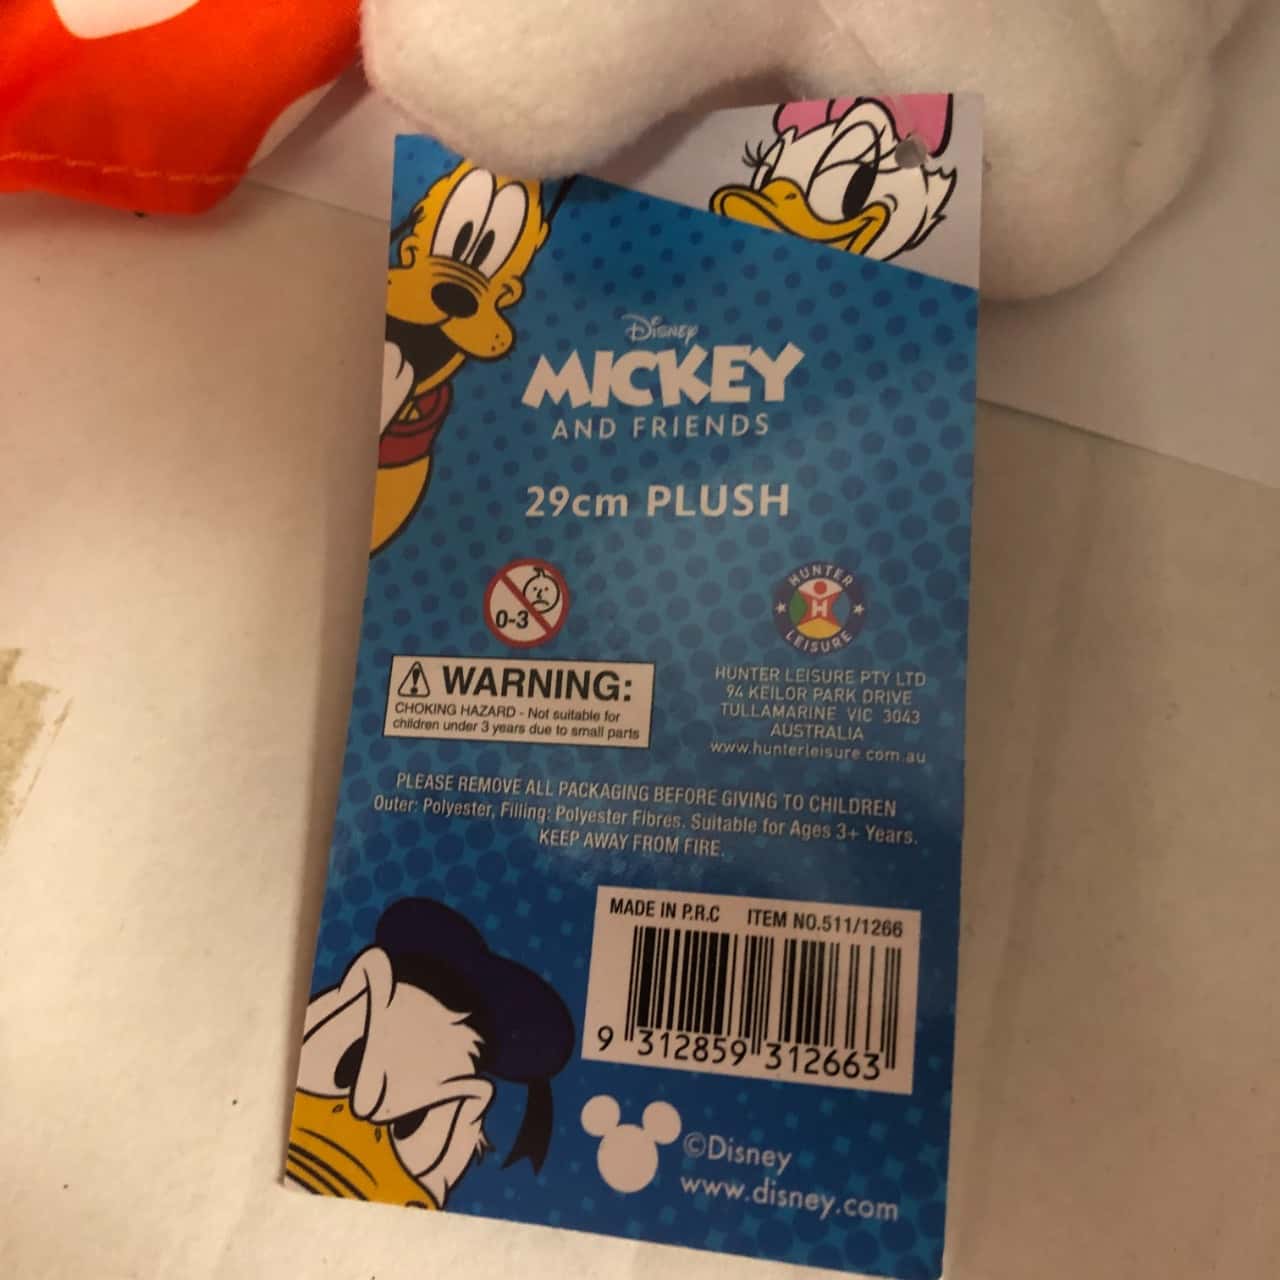 Disney
MICKEY
AND FRIENDS
29cm PLUSH
0-3
HUNTER
H
LEISURE
WARNING:
CHOKING HAZARD - Not suitable for
children under 3 years due to small parts
HUNTER LEISURE PTY LTD
94 KEILOR PARK DRIVE
TULLAMARINE VIC 3043
AUSTRALIA
www.hunterleisure.com.au
PLEASE REMOVE ALL PACKAGING BEFORE GIVING TO CHILDREN
Outer: Polyester, Filling: Polyester Fibres. Suitable for Ages 3+ Years.
KEEP AWAY FROM FIRE.
MADE IN P.R.C ITEM NO.511/1266
9 312859 312663
©Disney
www.disney.com